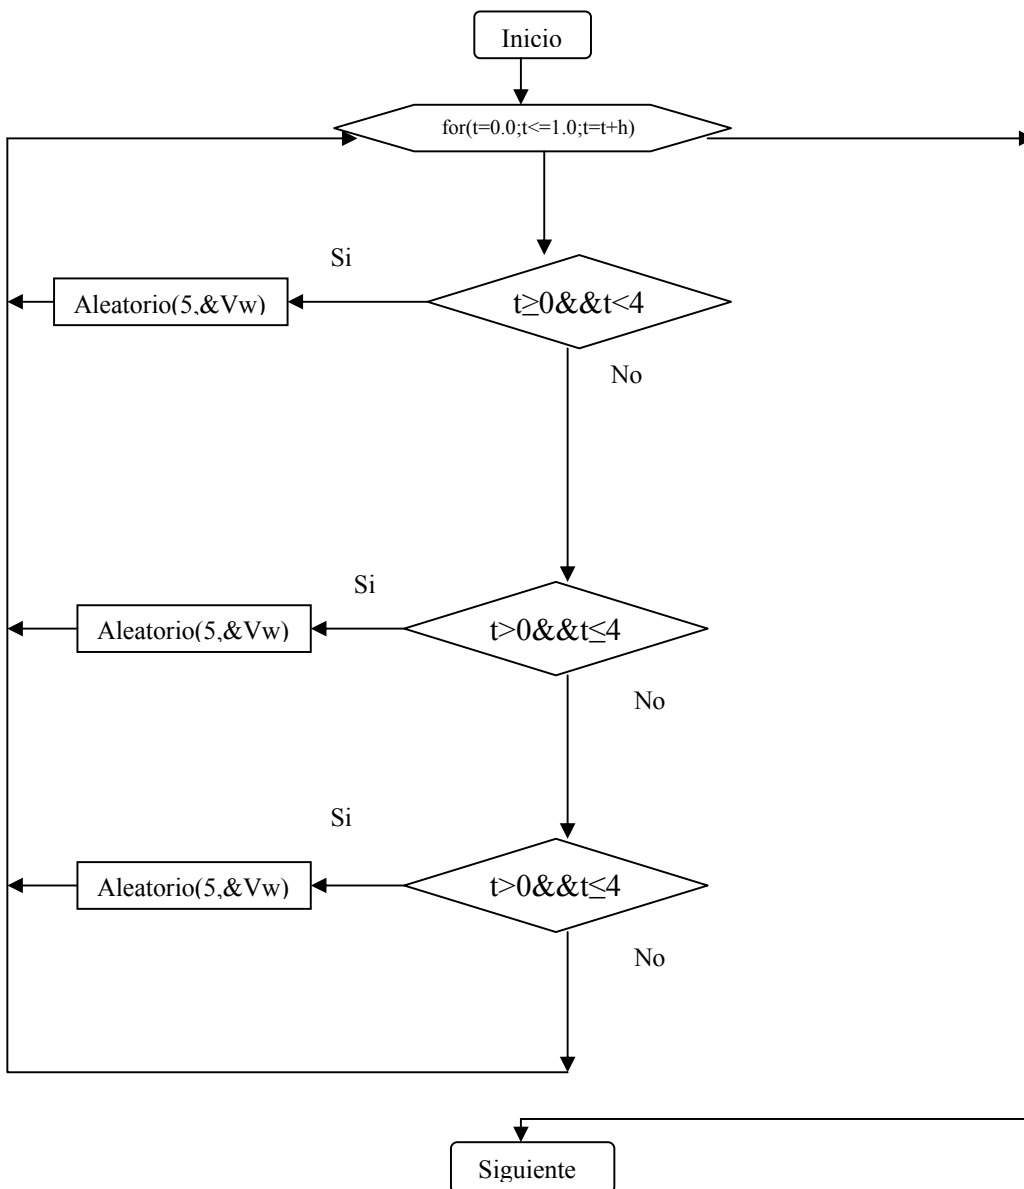 Inicio
for(t=0.0;t<=1.0;t=t+h)
Si
Aleatorio(5,&Vw)
t≥0&&t<4
No
Si
Aleatorio(5,&Vw)
t>0&&t≤4
No
Si
Aleatorio(5,&Vw)
t>0&&t≤4
No
Siguiente